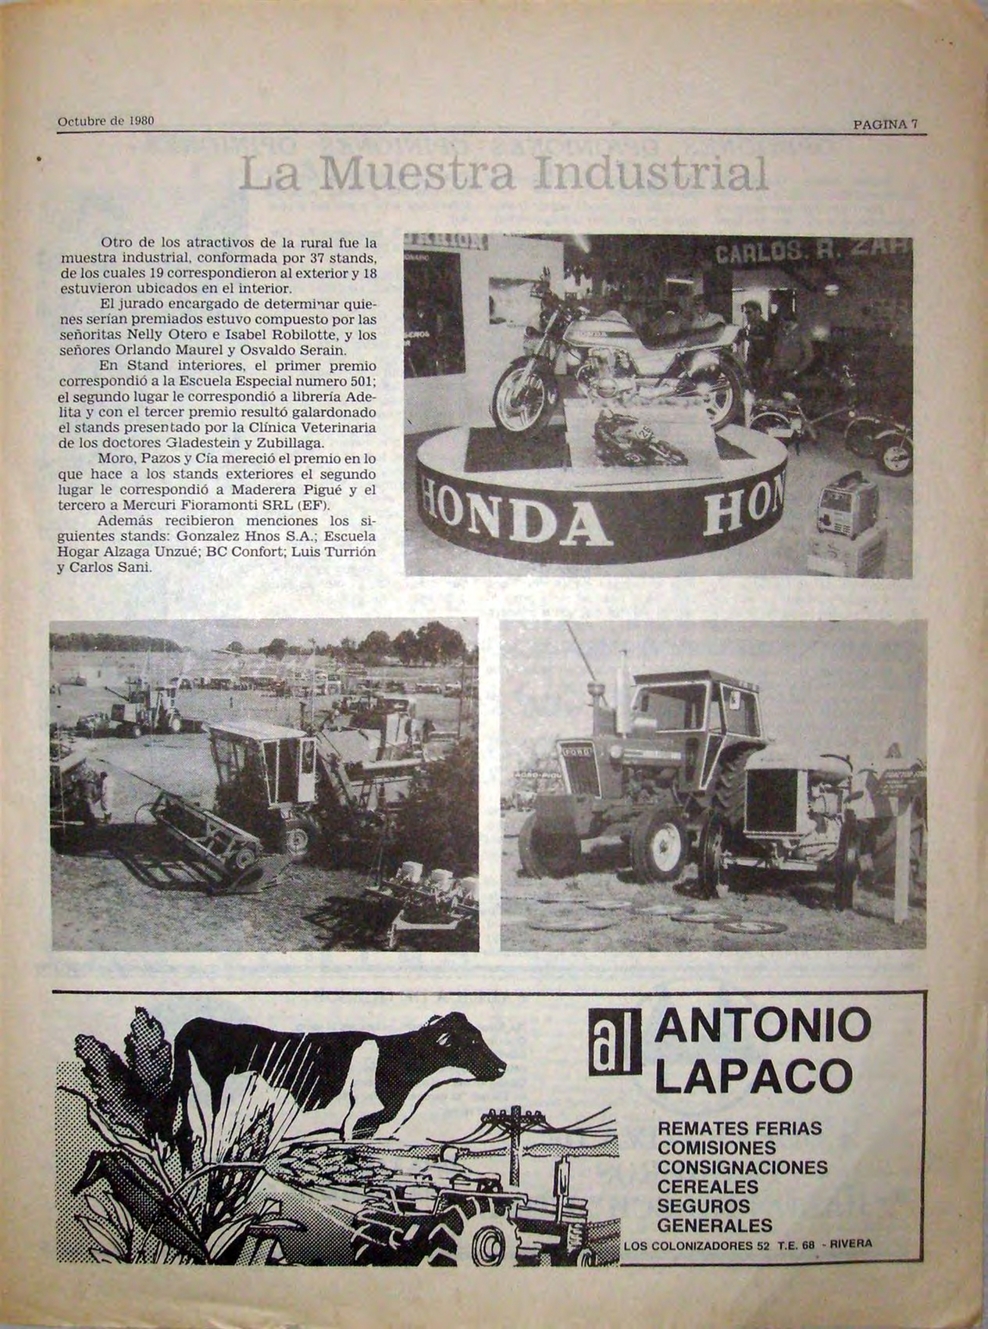 Octubre de 1980
PAGINA 7
La Muestra Industrial
Otro de los atractivos de la rural fue la
muestra industrial, conformada por 37 stands,
de los cuales 19 correspondieron al exterior y 18
estuvieron ubicados en el interior.
El jurado encargado de determinar quie-
nes serían premiados estuvo compuesto por las
señoritas Nelly Otero e Isabel Robilotte, y los
señores Orlando Maurel y Osvaldo Serain.
En Stand interiores, el primer premio
correspondió a la Escuela Especial numero 501;
el segundo lugar le correspondió a librería Ade-
lita y con el tercer premio resultó galardonado
el stands presentado por la Clínica Veterinaria
de los doctores Gladestein y Zubillaga.
Moro, Pazos y Cía mereció el premio en lo
que hace a los stands exteriores el segundo
lugar le correspondió a Maderera Pigué y el
tercero a Mercuri Fioramonti SRL (EF).
Además recibieron menciones los si-
guientes stands: Gonzalez Hnos S.A.; Escuela
Hogar Alzaga Unzué; BC Confort; Luis Turrión
y Carlos Sani.
CARLOS. R. ZAH
HONDA HON
FORD
al ANTONIO
LAPACO
REMATES FERIAS
COMISIONES
CONSIGNACIONES
CEREALES
SEGUROS
GENERALES
LOS COLONIZADORES 52 T.E. 68 - RIVERA